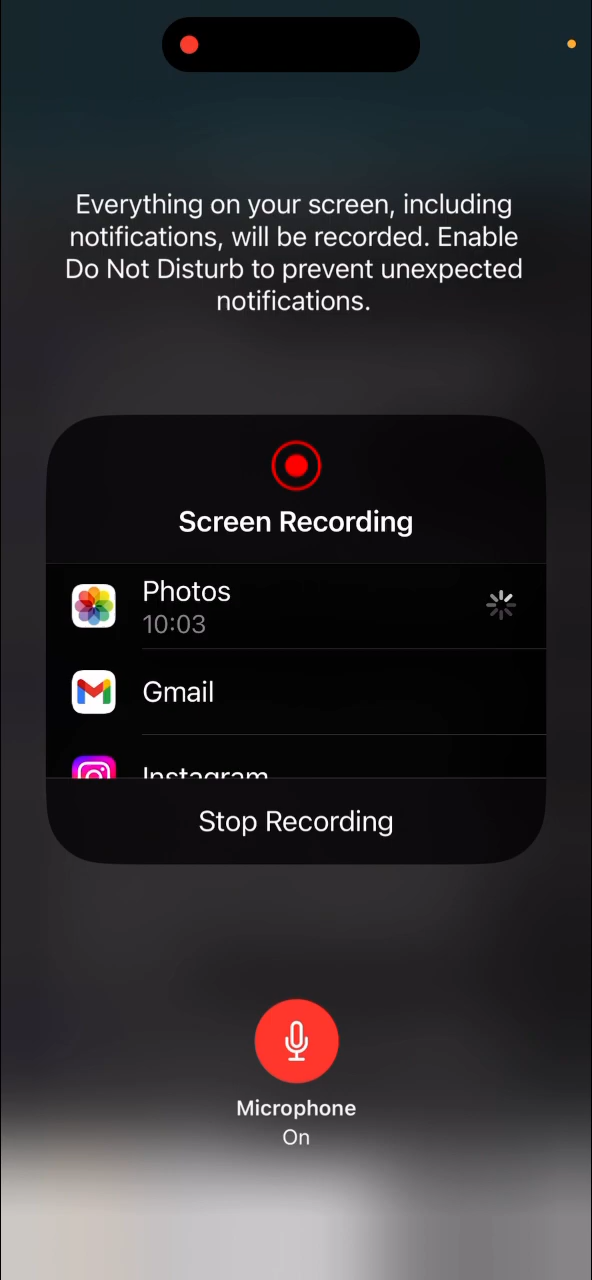 Everything on your screen, including
notifications, will be recorded. Enable
Do Not Disturb to prevent unexpected
notifications.
Screen Recording
Photos
10:03
Gmail
Instagram
Stop Recording
Microphone
On